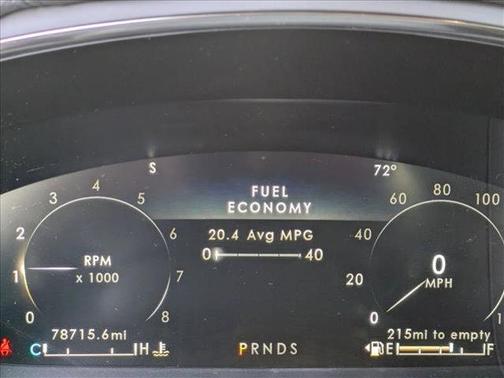 S 72°
FUEL
ECONOMY
20.4 Avg MPG
0 40
0 1 2 3 4 5 6 7 8
RPM
x 1000
0 20 40 60 80 100
0
MPH
78715.6mi
215mi to empty
C H
PRNDS
E F